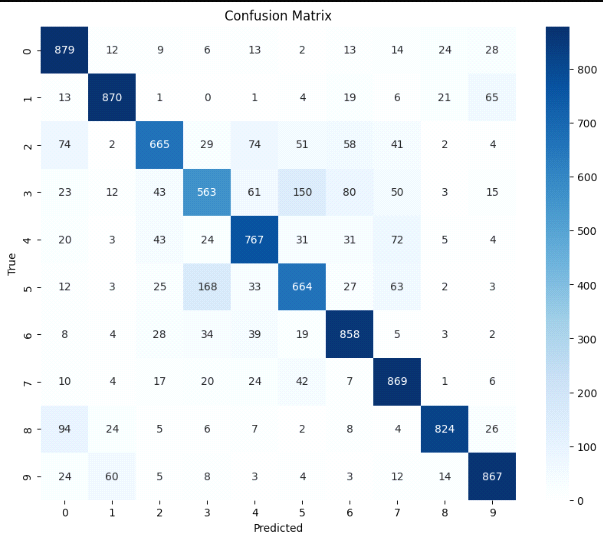 Confusion Matrix
True
0 879 12 9 6 13 2 13 14 24 28
1 13 870 1 0 1 4 19 6 21 65
2 74 2 665 29 74 51 58 41 2 4
3 23 12 43 563 61 150 80 50 3 15
4 20 3 43 24 767 31 31 72 5 4
5 12 3 25 168 33 664 27 63 2 3
6 8 4 28 34 39 19 858 5 3 2
7 10 4 17 20 24 42 7 869 1 6
8 94 24 5 6 7 2 8 4 824 26
9 24 60 5 8 3 4 3 12 14 867
0 1 2 3 4 5 6 7 8 9
Predicted
800
700
600
500
400
300
200
100
0